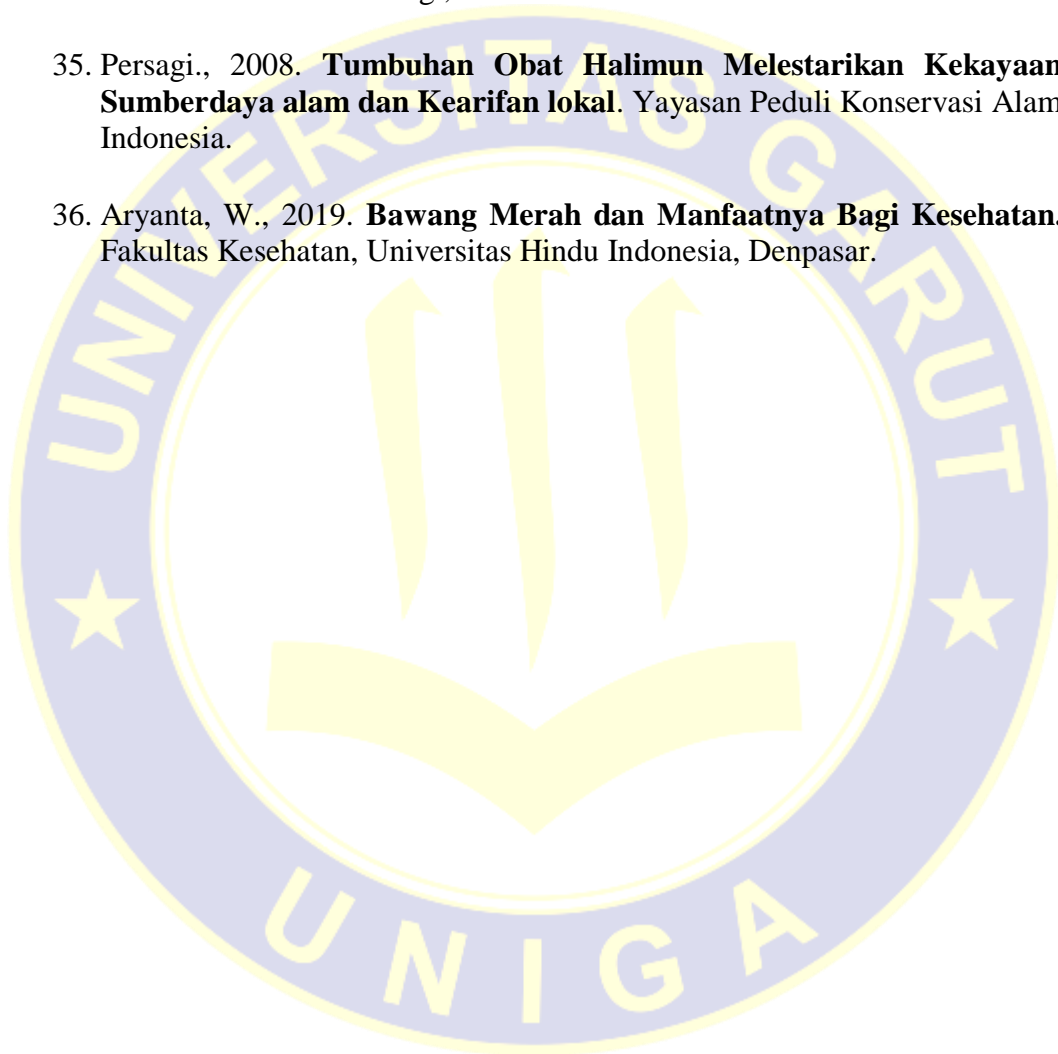 35. Persagi., 2008. Tumbuhan Obat Halimun Melestarikan Kekayaan
Sumberdaya alam dan Kearifan lokal. Yayasan Peduli Konservasi Alam
Indonesia.
36. Aryanta, W., 2019. Bawang Merah dan Manfaatnya Bagi Kesehatan.
Fakultas Kesehatan, Universitas Hindu Indonesia, Denpasar.
UNIVERSITAS GARUT
UNIGA